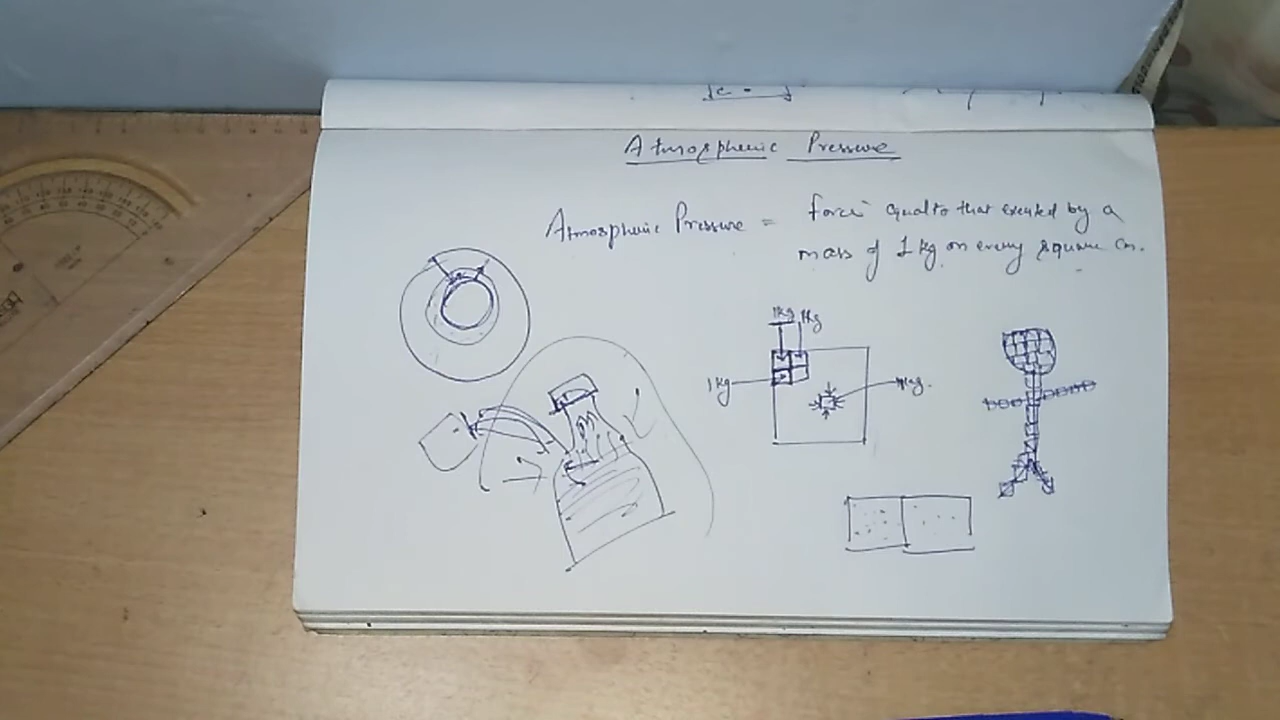 Atmospheric Pressure
Atmospheric Pressure = force equal to that exerted by a
mass of 1 kg on every square cm.
1kg 1kg
1kg
1kg.